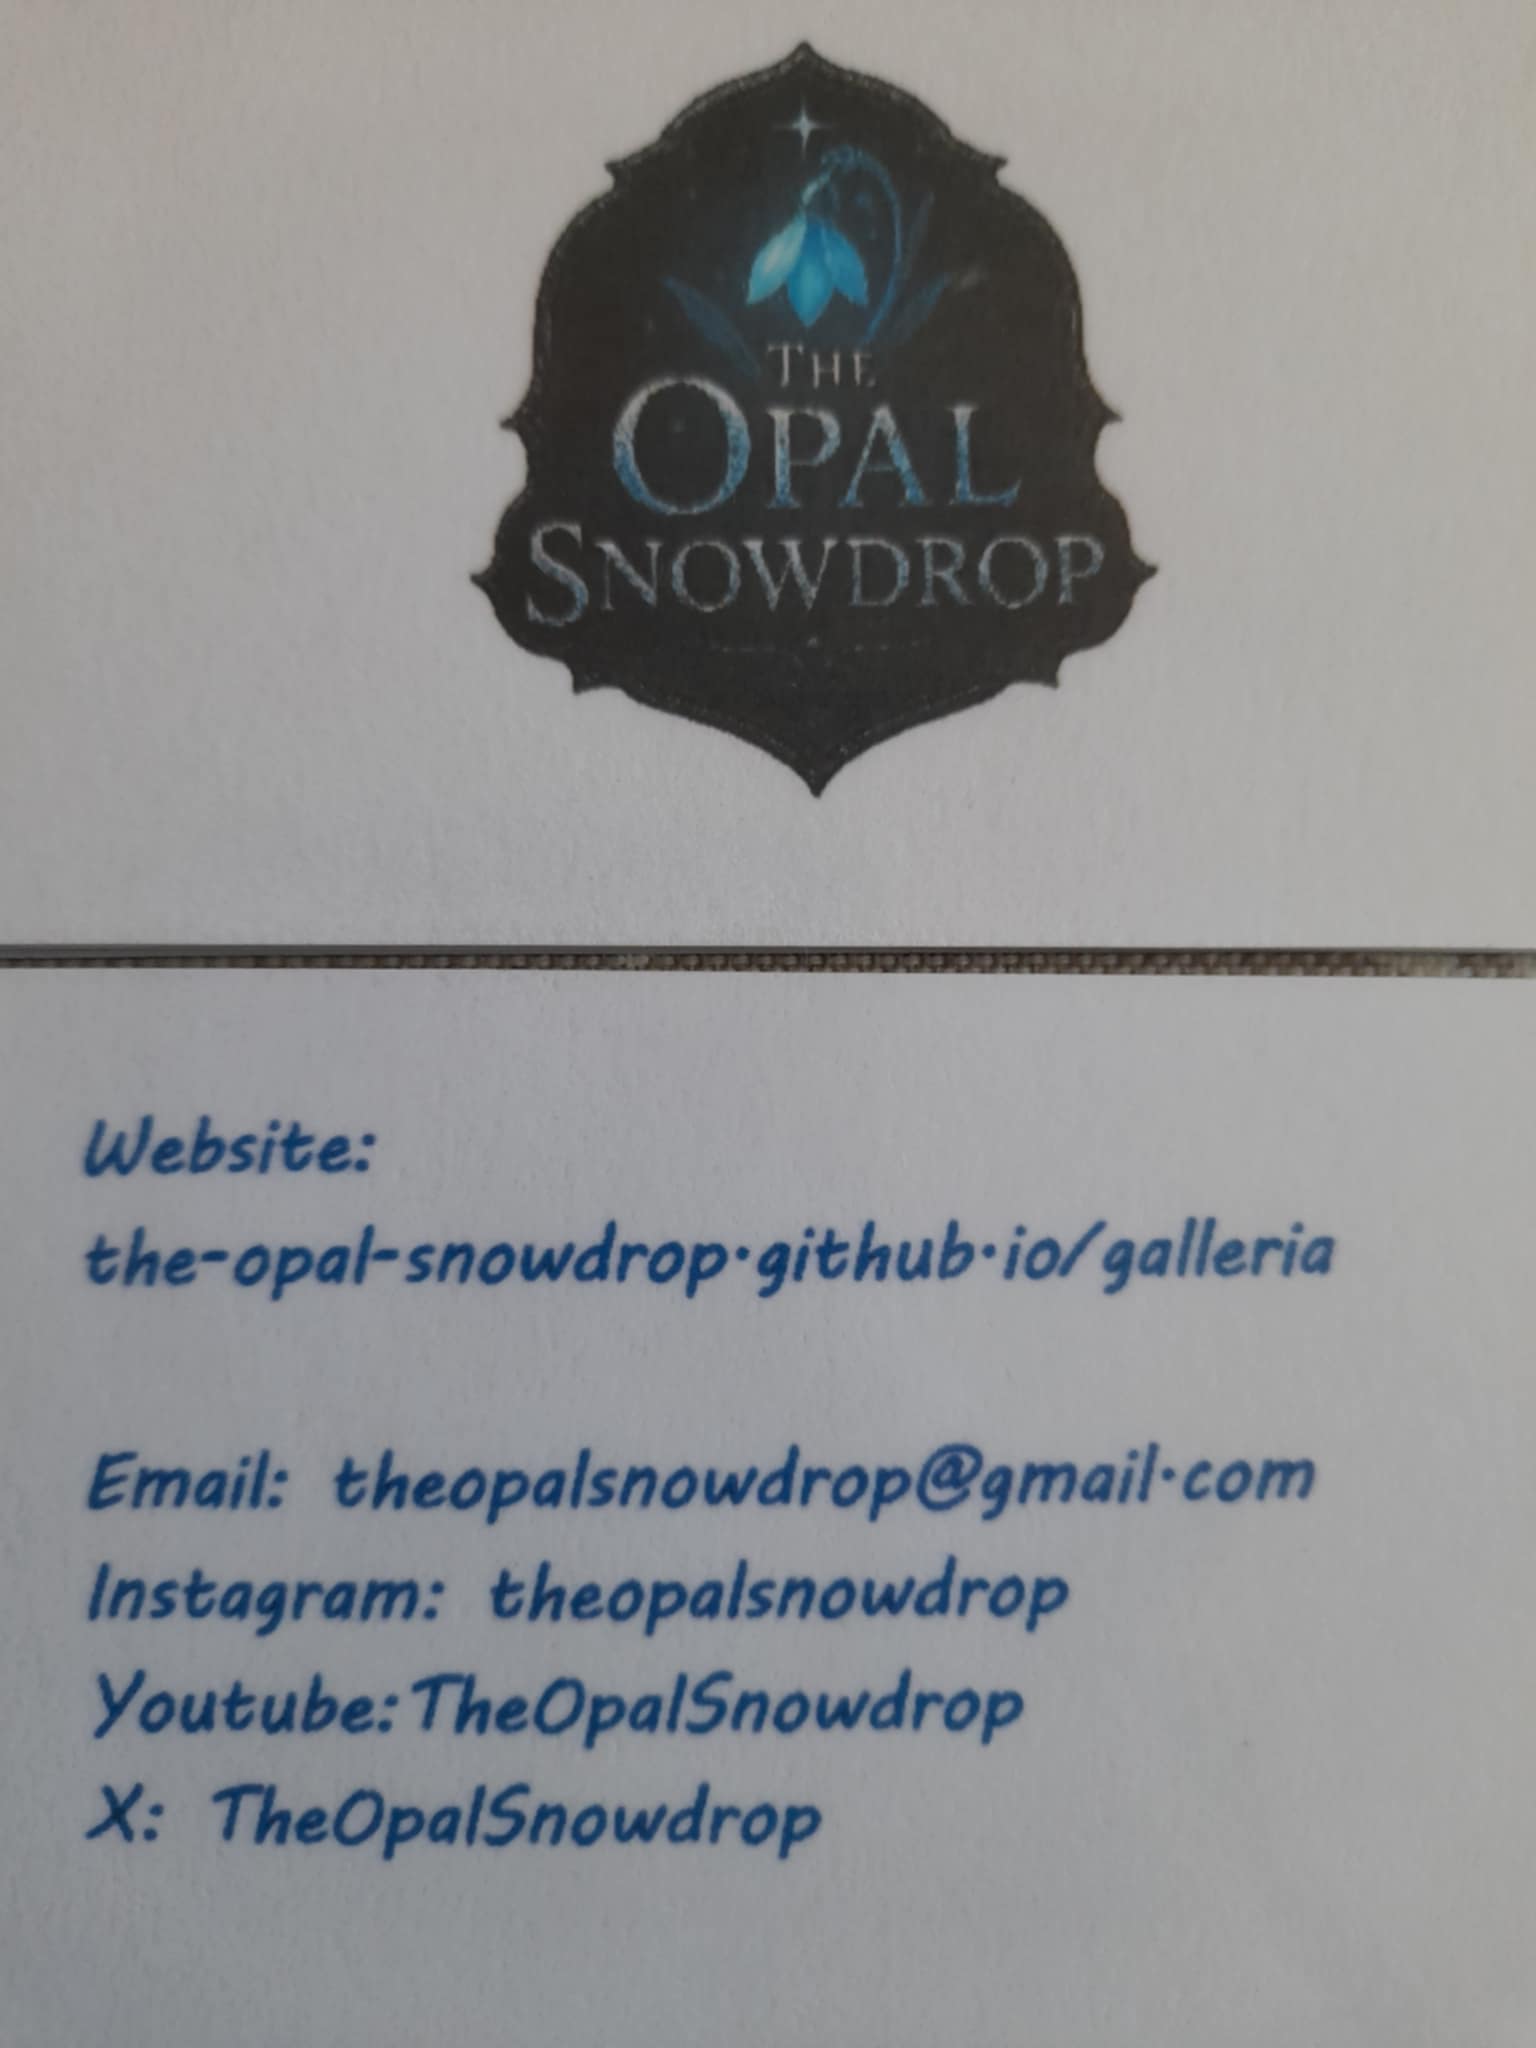 THE
OPAL
SNOWDROP
Website:
the-opal-snowdrop.github.io/galleria
Email: theopalsnowdrop@gmail.com
Instagram: theopalsnowdrop
Youtube:TheOpalSnowdrop
X: TheOpalSnowdrop